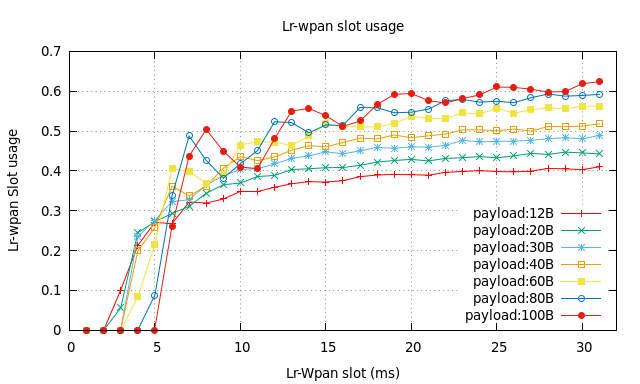 Lr-wpan slot usage
0.7
0.6
0.5
0.4
0.3
0.2
0.1
0
Lr-wpan Slot usage
payload:12B
payload:20B
payload:30B
payload:40B
payload:60B
payload:80B
payload:100B
0 5 10 15 20 25 30
Lr-Wpan slot (ms)